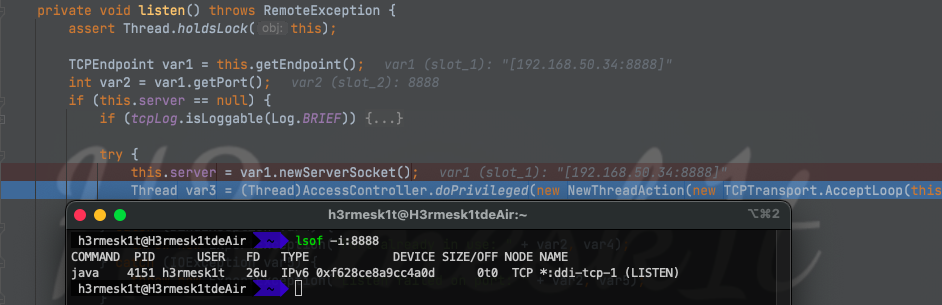 private void listen() throws RemoteException {
assert Thread.holdsLock( obj: this);
TCPEndpoint var1 = this.getEndpoint(); var1 (slot_1): "[192.168.50.34:8888]"
int var2 = var1.getPort(); var2 (slot_2): 8888
if (this.server == null) {
if (tcpLog.isLoggable(Log.BRIEF)) {...}
try {
this.server = var1.newServerSocket(); var1 (slot_1): "[192.168.50.34:8888]"
Thread var3 = (Thread)AccessController.doPrivileged(new NewThreadAction(new TCPTransport.AcceptLoop(this
h3rmesk1t@H3rmesk1tdeAir:~
⌥⌘2
h3rmesk1t@H3rmesk1tdeAir ~ lsof -i:8888
COMMAND PID USER FD TYPE DEVICE SIZE/OFF NODE NAME
java 4151 h3rmesk1t 26u IPv6 0xf628ce8a9cc4a0d 0t0 TCP *:ddi-tcp-1 (LISTEN)
h3rmesk1t@H3rmesk1tdeAir ~